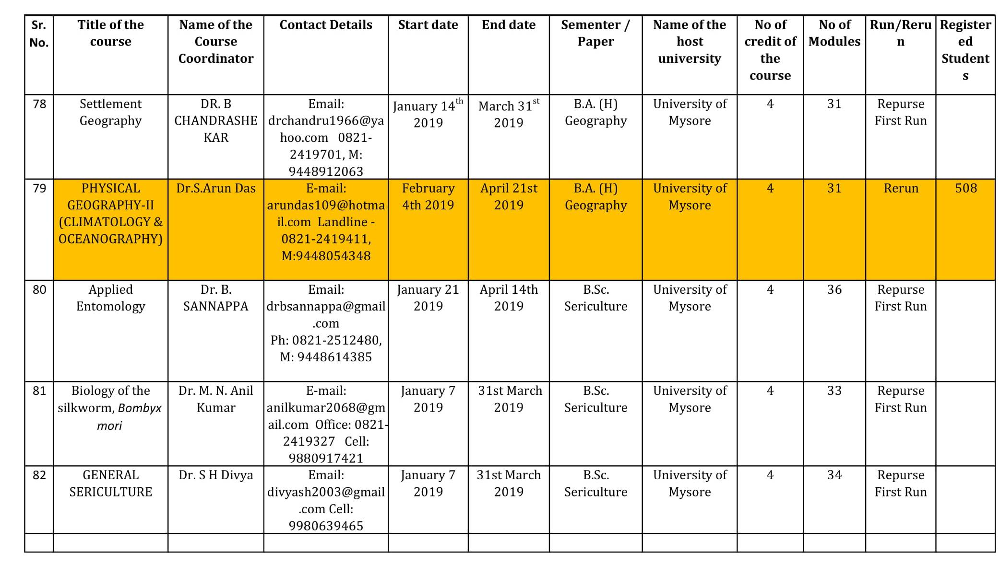 Sr. No. | Title of the course | Name of the Course Coordinator | Contact Details | Start date | End date | Sementer / Paper | Name of the host university | No of credit of the course | No of Modules | Run/Rerun | Registered Students
78 | Settlement Geography | DR. B CHANDRASHEKAR | Email: drchandru1966@yahoo.com 0821-2419701, M: 9448912063 | January 14th 2019 | March 31st 2019 | B.A. (H) Geography | University of Mysore | 4 | 31 | Repurse First Run |
79 | PHYSICAL GEOGRAPHY-II (CLIMATOLOGY & OCEANOGRAPHY) | Dr.S.Arun Das | E-mail: arundas109@hotmail.com Landline - 0821-2419411, M:9448054348 | February 4th 2019 | April 21st 2019 | B.A. (H) Geography | University of Mysore | 4 | 31 | Rerun | 508
80 | Applied Entomology | Dr. B. SANNAPPA | Email: drbsannappa@gmail.com Ph: 0821-2512480, M: 9448614385 | January 21 2019 | April 14th 2019 | B.Sc. Sericulture | University of Mysore | 4 | 36 | Repurse First Run |
81 | Biology of the silkworm, Bombyx mori | Dr. M. N. Anil Kumar | E-mail: anilkumar2068@gmail.com Office: 0821-2419327 Cell: 9880917421 | January 7 2019 | 31st March 2019 | B.Sc. Sericulture | University of Mysore | 4 | 33 | Repurse First Run |
82 | GENERAL SERICULTURE | Dr. S H Divya | Email: divyash2003@gmail.com Cell: 9980639465 | January 7 2019 | 31st March 2019 | B.Sc. Sericulture | University of Mysore | 4 | 34 | Repurse First Run |